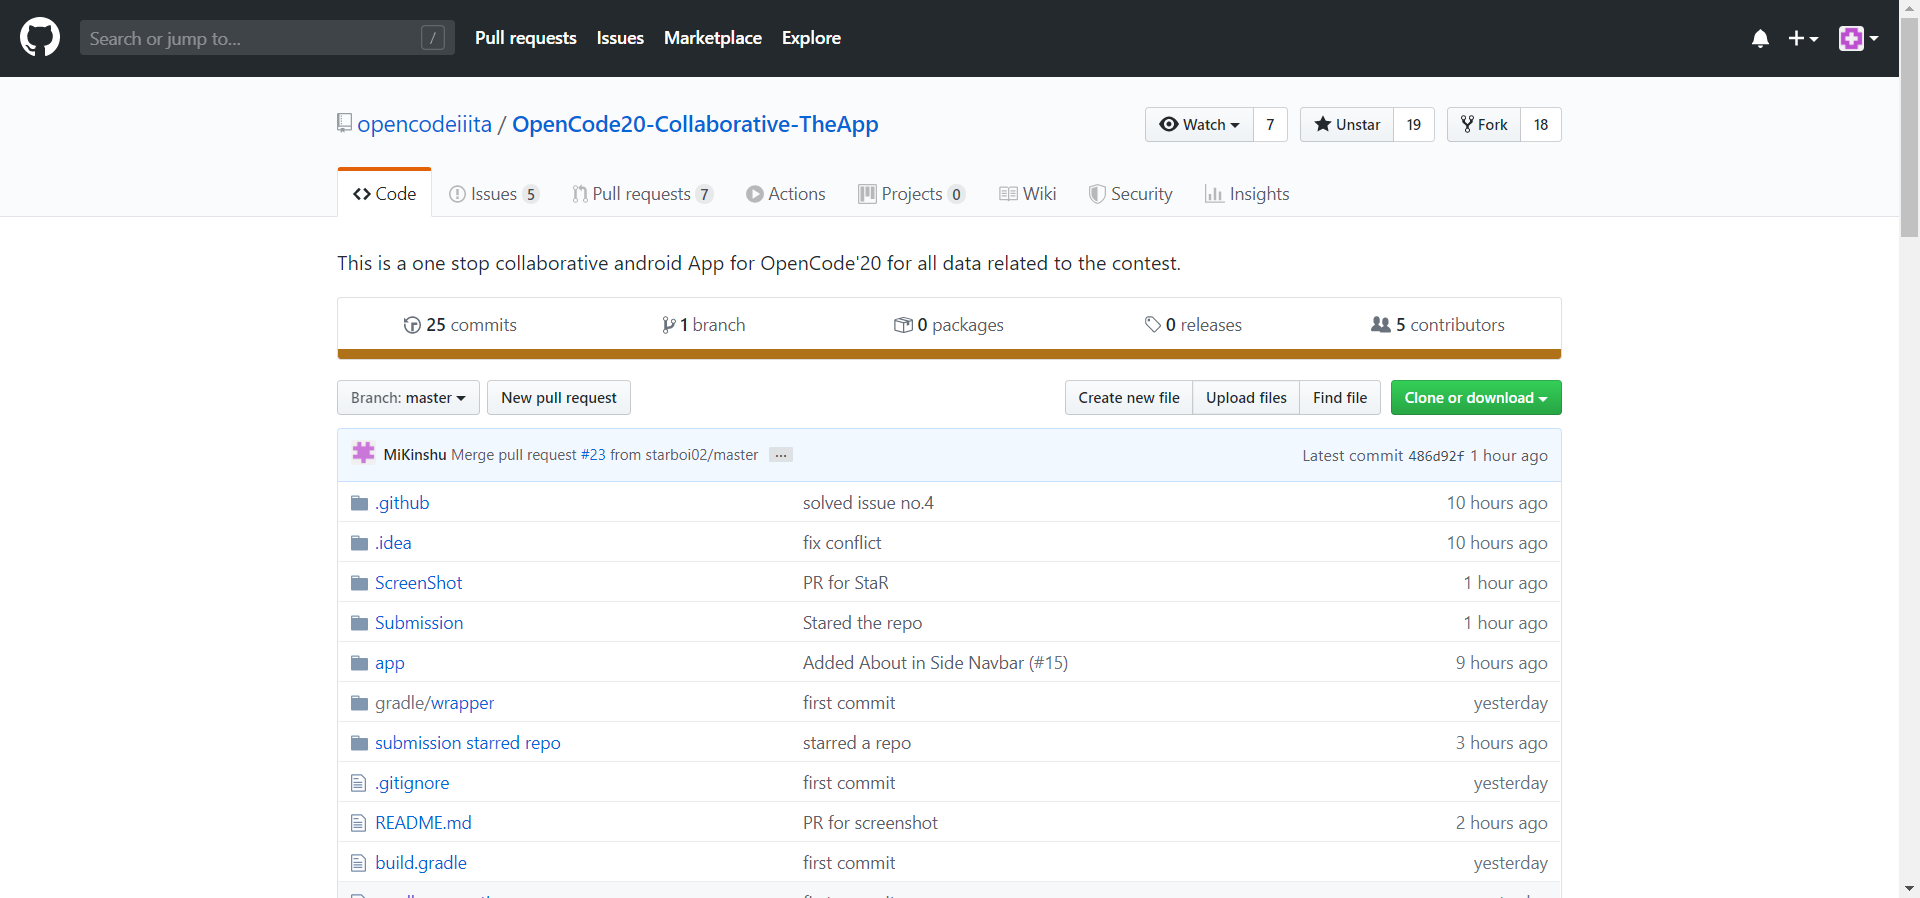 Search or jump to... /
Pull requests Issues Marketplace Explore
opencodeiiita / OpenCode20-Collaborative-TheApp
Watch 7 Unstar 19 Fork 18
Code Issues 5 Pull requests 7 Actions Projects 0 Wiki Security Insights
This is a one stop collaborative android App for OpenCode'20 for all data related to the contest.
25 commits 1 branch 0 packages 0 releases 5 contributors
Branch: master New pull request Create new file Upload files Find file Clone or download
MiKinshu Merge pull request #23 from starboi02/master ... Latest commit 486d92f 1 hour ago
.github solved issue no.4 10 hours ago
.idea fix conflict 10 hours ago
ScreenShot PR for StaR 1 hour ago
Submission Stared the repo 1 hour ago
app Added About in Side Navbar (#15) 9 hours ago
gradle/wrapper first commit yesterday
submission starred repo starred a repo 3 hours ago
.gitignore first commit yesterday
README.md PR for screenshot 2 hours ago
build.gradle first commit yesterday